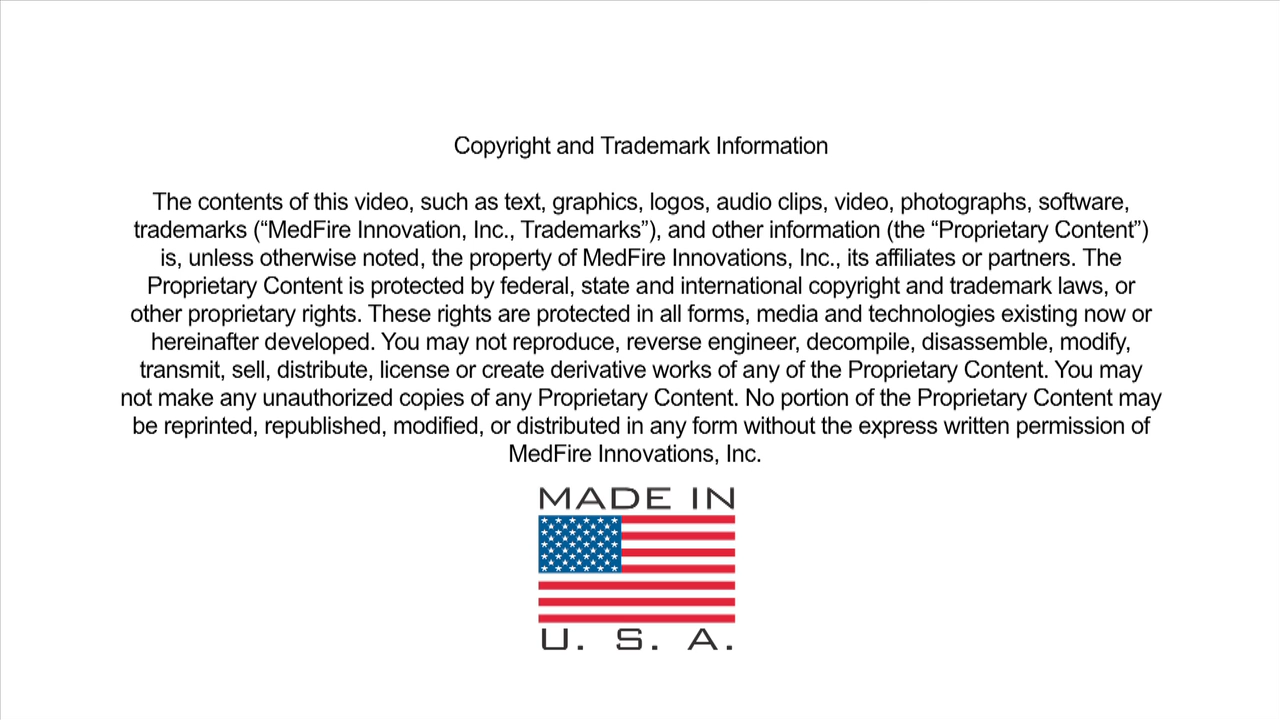 Copyright and Trademark Information
The contents of this video, such as text, graphics, logos, audio clips, video, photographs, software,
trademarks (“MedFire Innovation, Inc., Trademarks”), and other information (the “Proprietary Content”)
is, unless otherwise noted, the property of MedFire Innovations, Inc., its affiliates or partners. The
Proprietary Content is protected by federal, state and international copyright and trademark laws, or
other proprietary rights. These rights are protected in all forms, media and technologies existing now or
hereinafter developed. You may not reproduce, reverse engineer, decompile, disassemble, modify,
transmit, sell, distribute, license or create derivative works of any of the Proprietary Content. You may
not make any unauthorized copies of any Proprietary Content. No portion of the Proprietary Content may
be reprinted, republished, modified, or distributed in any form without the express written permission of
MedFire Innovations, Inc.
MADE IN
U. S. A.